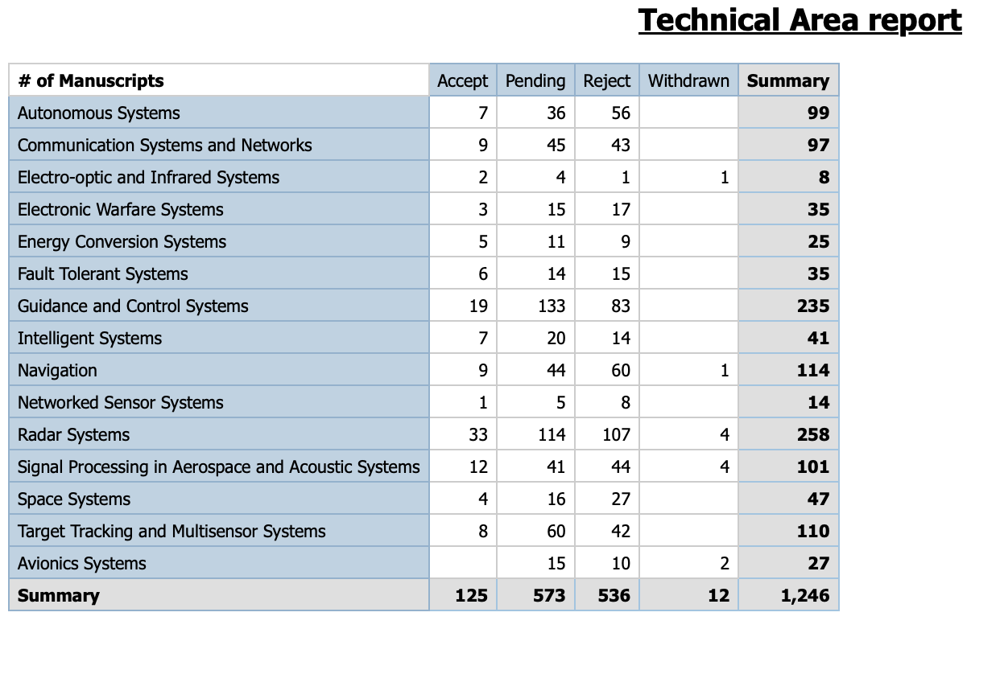 Technical Area report
# of Manuscripts Accept Pending Reject Withdrawn Summary
Autonomous Systems 7 36 56 99
Communication Systems and Networks 9 45 43 97
Electro-optic and Infrared Systems 2 4 1 1 8
Electronic Warfare Systems 3 15 17 35
Energy Conversion Systems 5 11 9 25
Fault Tolerant Systems 6 14 15 35
Guidance and Control Systems 19 133 83 235
Intelligent Systems 7 20 14 41
Navigation 9 44 60 1 114
Networked Sensor Systems 1 5 8 14
Radar Systems 33 114 107 4 258
Signal Processing in Aerospace and Acoustic Systems 12 41 44 4 101
Space Systems 4 16 27 47
Target Tracking and Multisensor Systems 8 60 42 110
Avionics Systems 15 10 2 27
Summary 125 573 536 12 1,246